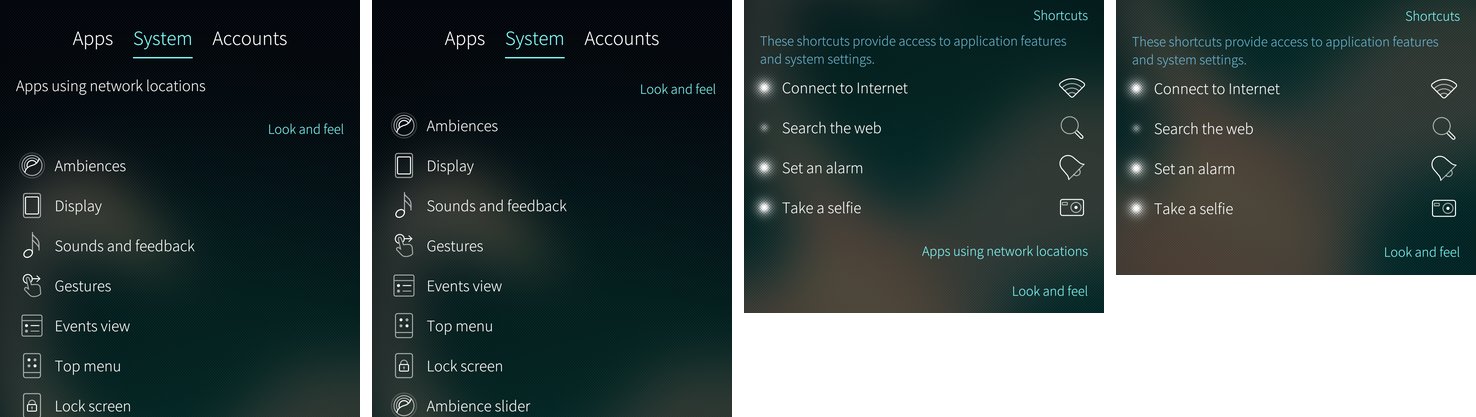 Apps System Accounts
Apps using network locations
Look and feel
Ambiences
Display
Sounds and feedback
Gestures
Events view
Top menu
Lock screen
Apps System Accounts
Look and feel
Ambiences
Display
Sounds and feedback
Gestures
Events view
Top menu
Lock screen
Ambience slider
Shortcuts
These shortcuts provide access to application features
and system settings.
Connect to Internet
Search the web
Set an alarm
Take a selfie
Apps using network locations
Look and feel
Shortcuts
These shortcuts provide access to application features
and system settings.
Connect to Internet
Search the web
Set an alarm
Take a selfie
Look and feel